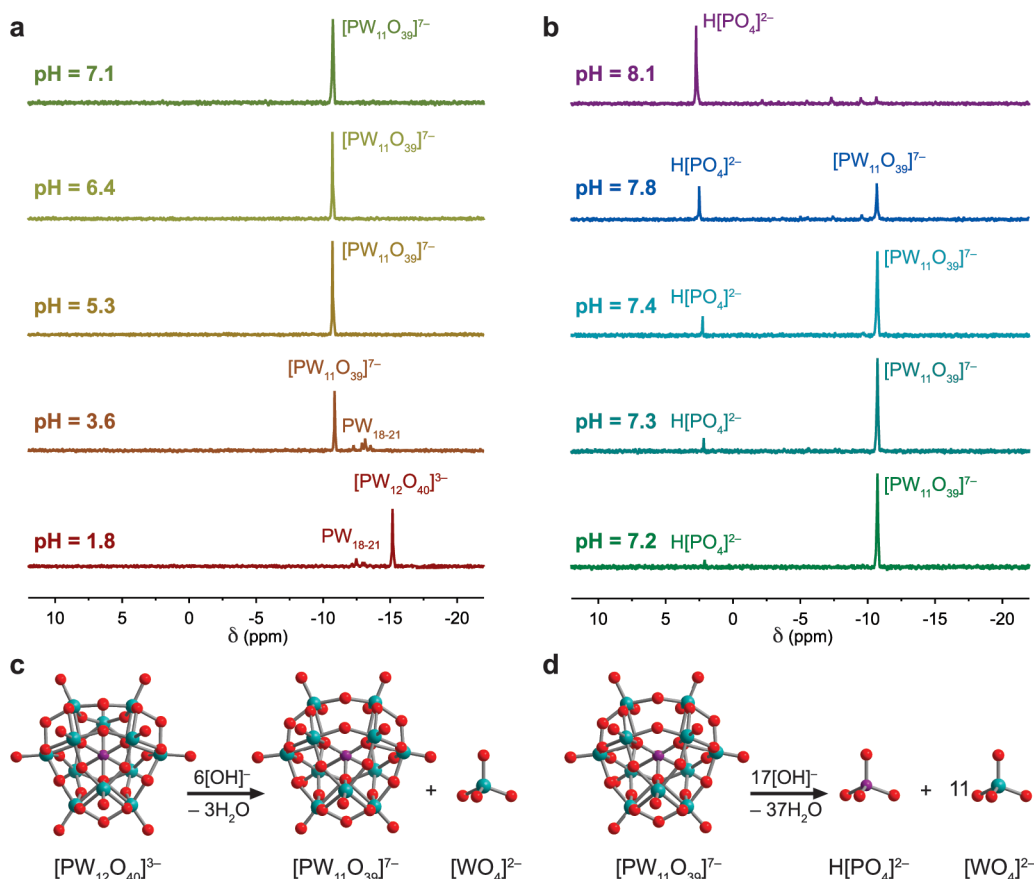 a
[PW₁₁O₃₉]⁷⁻
pH = 7.1
[PW₁₁O₃₉]⁷⁻
pH = 6.4
[PW₁₁O₃₉]⁷⁻
pH = 5.3
[PW₁₁O₃₉]⁷⁻
pH = 3.6
PW₁₈₋₂₁
[PW₁₂O₄₀]³⁻
pH = 1.8
PW₁₈₋₂₁
10 5 0 -5 -10 -15 -20
δ (ppm)
b
H[PO₄]²⁻
pH = 8.1
H[PO₄]²⁻ [PW₁₁O₃₉]⁷⁻
pH = 7.8
[PW₁₁O₃₉]⁷⁻
pH = 7.4 H[PO₄]²⁻
[PW₁₁O₃₉]⁷⁻
pH = 7.3 H[PO₄]²⁻
[PW₁₁O₃₉]⁷⁻
pH = 7.2 H[PO₄]²⁻
10 5 0 -5 -10 -15 -20
δ (ppm)
c
6[OH]⁻
– 3H₂O
+
[PW₁₂O₄₀]³⁻ [PW₁₁O₃₉]⁷⁻ [WO₄]²⁻
d
17[OH]⁻
– 37H₂O
+ 11
[PW₁₁O₃₉]⁷⁻ H[PO₄]²⁻ [WO₄]²⁻